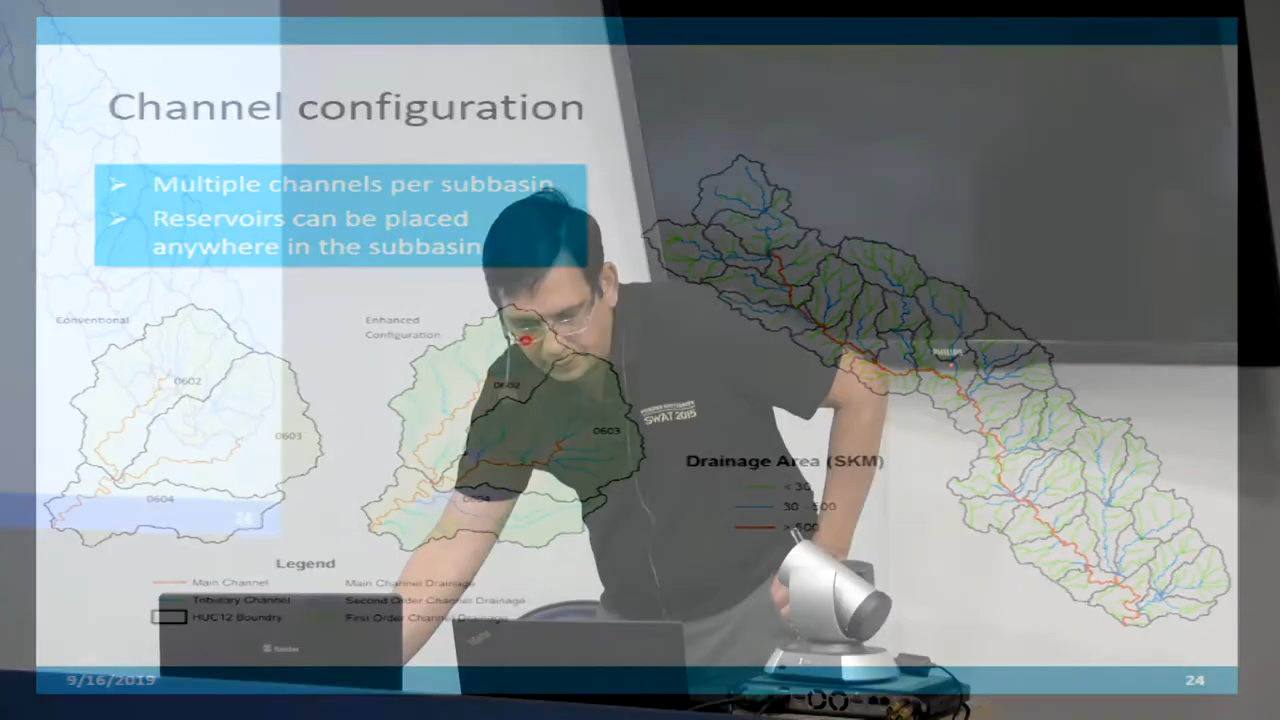 Channel configuration
Multiple channels per subbasin
Reservoirs can be placed
anywhere in the subbasin
Conventional
0602
0603
0604
Enhanced
Configuration
0602
0603
0604
PHILLIPS
Drainage Area (SKM)
< 30
30 - 500
> 500
Legend
Main Channel
Tributary Channel
HUC12 Boundry
Main Channel Drainage
Second Order Channel Drainage
First Order Channel Drainage
SWAT 2015
9/16/2019
24
24